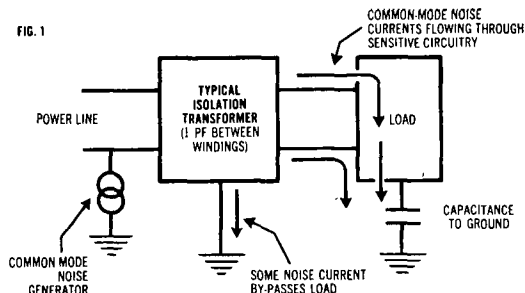 FIG. 1
COMMON-MODE NOISE
CURRENTS FLOWING THROUGH
SENSITIVE CIRCUITRY
TYPICAL
ISOLATION
TRANSFORMER
(1 PF BETWEEN
WINDINGS)
POWER LINE
LOAD
CAPACITANCE
TO GROUND
COMMON MODE
NOISE
GENERATOR
SOME NOISE CURRENT
BY-PASSES LOAD